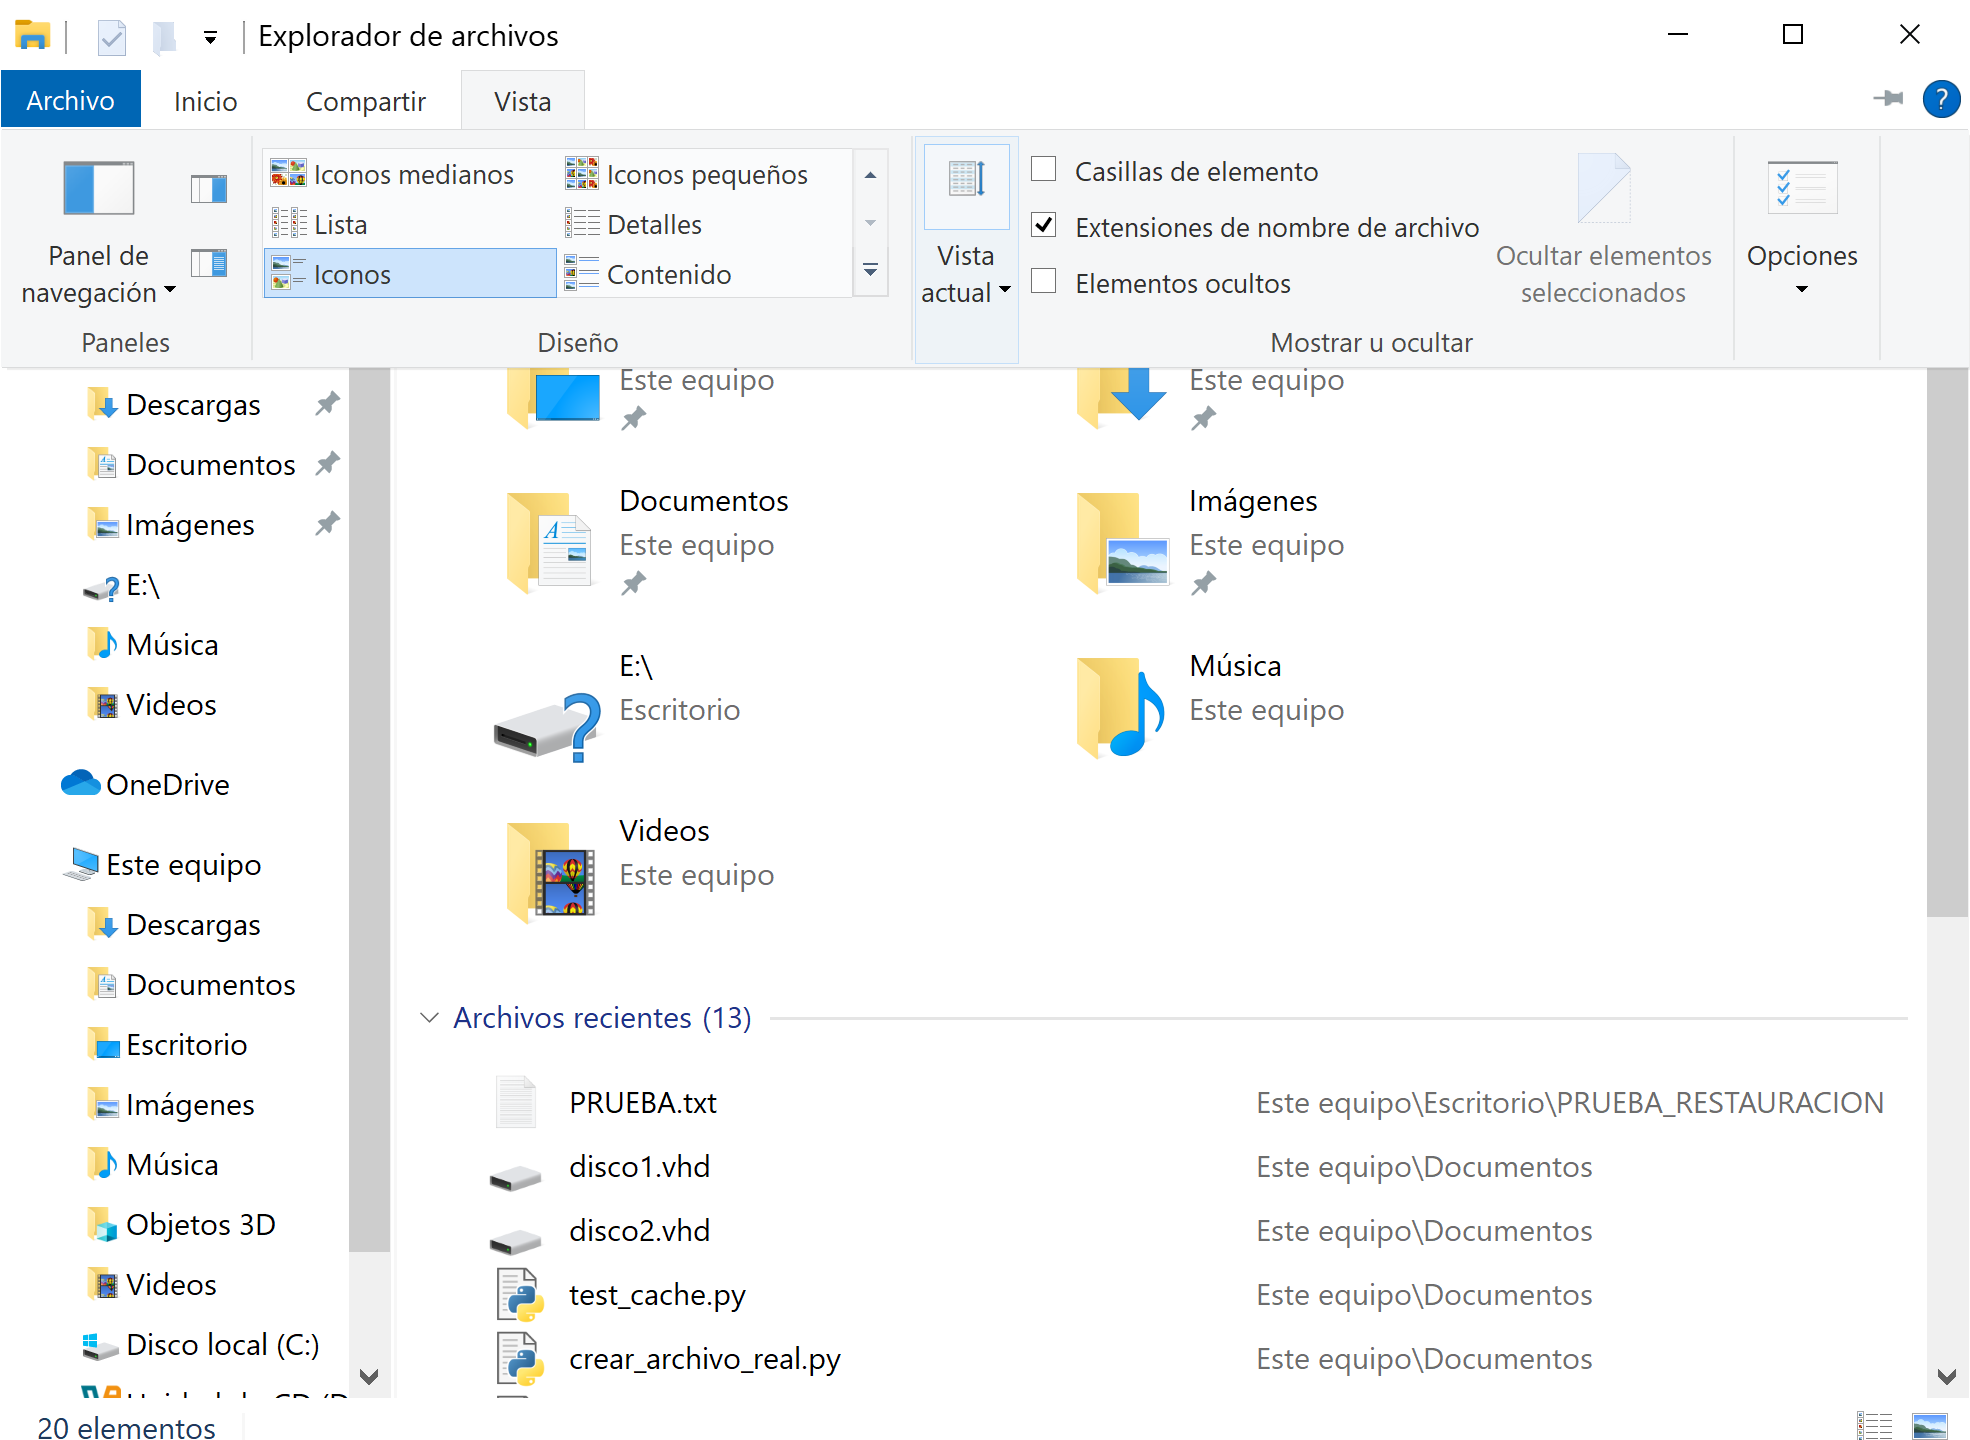 Explorador de archivos
Archivo
Inicio
Compartir
Vista
?
Panel de
navegación
Paneles
Iconos medianos
Iconos pequeños
Lista
Detalles
Iconos
Contenido
Diseño
Vista
actual
Casillas de elemento
Extensiones de nombre de archivo
Elementos ocultos
Ocultar elementos
seleccionados
Mostrar u ocultar
Opciones
Descargas
Documentos
Imágenes
E:\
Música
Videos
OneDrive
Este equipo
Descargas
Documentos
Escritorio
Imágenes
Música
Objetos 3D
Videos
Disco local (C:)
Este equipo
Este equipo
Documentos
Este equipo
Imágenes
Este equipo
E:\
Escritorio
Música
Este equipo
Videos
Este equipo
Archivos recientes (13)
PRUEBA.txt
Este equipo\Escritorio\PRUEBA_RESTAURACION
disco1.vhd
Este equipo\Documentos
disco2.vhd
Este equipo\Documentos
test_cache.py
Este equipo\Documentos
crear_archivo_real.py
Este equipo\Documentos
20 elementos